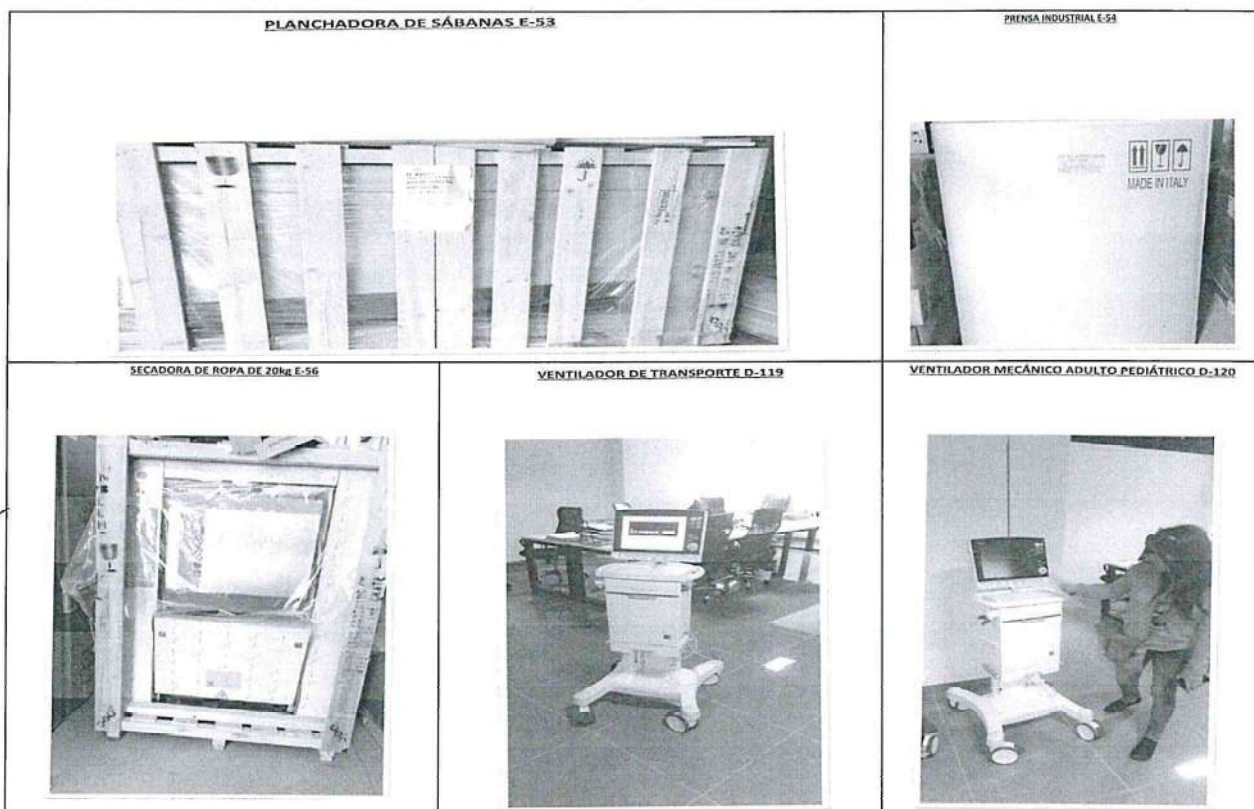 PLANCHADORA DE SÁBANAS E-53
PRENSA INDUSTRIAL E-54
MADE IN ITALY
SECADORA DE ROPA DE 20kg E-56
VENTILADOR DE TRANSPORTE D-119
VENTILADOR MECÁNICO ADULTO PEDIÁTRICO D-120